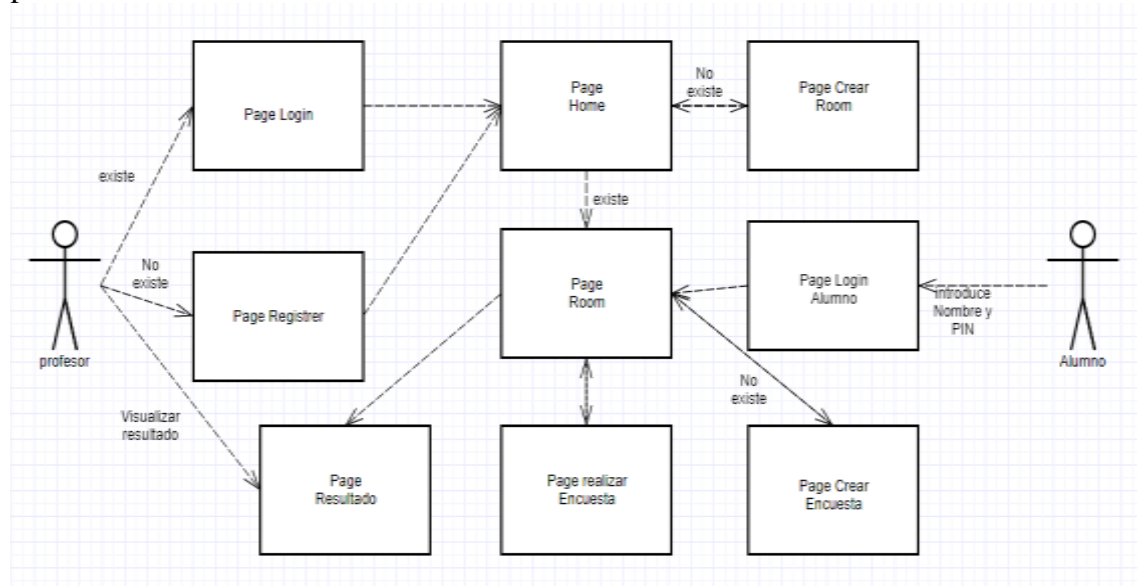 Page Login
Page
Home
No
existe
Page Crear
Room
existe
existe
No
existe
Page Registrer
Page
Room
Page Login
Alumno
introduce
Nombre y
PIN
profesor
Alumno
No
existe
Visualizar
resultado
Page
Resultado
Page realizar
Encuesta
Page Crear
Encuesta